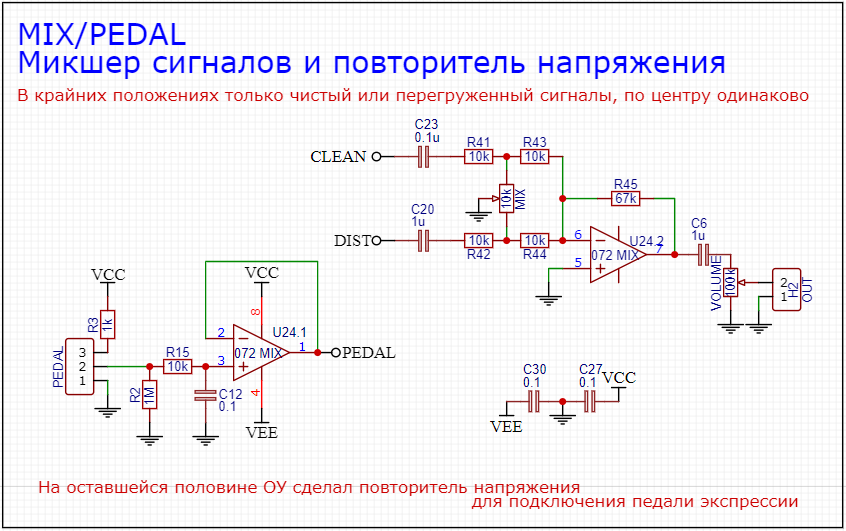 MIX/PEDAL
Микшер сигналов и повторитель напряжения
В крайних положениях только чистый или перегруженный сигналы, по центру одинаково
C23
0.1u
R41
R43
CLEAN
10k
10k
10k
MIX
R45
67k
C20
1u
DIST
10k
10k
R42
R44
6
5
7
U24.2
072 MIX
C6
1u
VOLUME
100k
2
1
H2
OUT
VCC
R3
1k
PEDAL
3
2
1
R15
10k
R2
1M
C12
0.1
VCC
8
2
3
U24.1
072 MIX
1
PEDAL
4
VEE
C30
0.1
C27
0.1
VCC
VEE
На оставшейся половине ОУ сделал повторитель напряжения
для подключения педали экспрессии